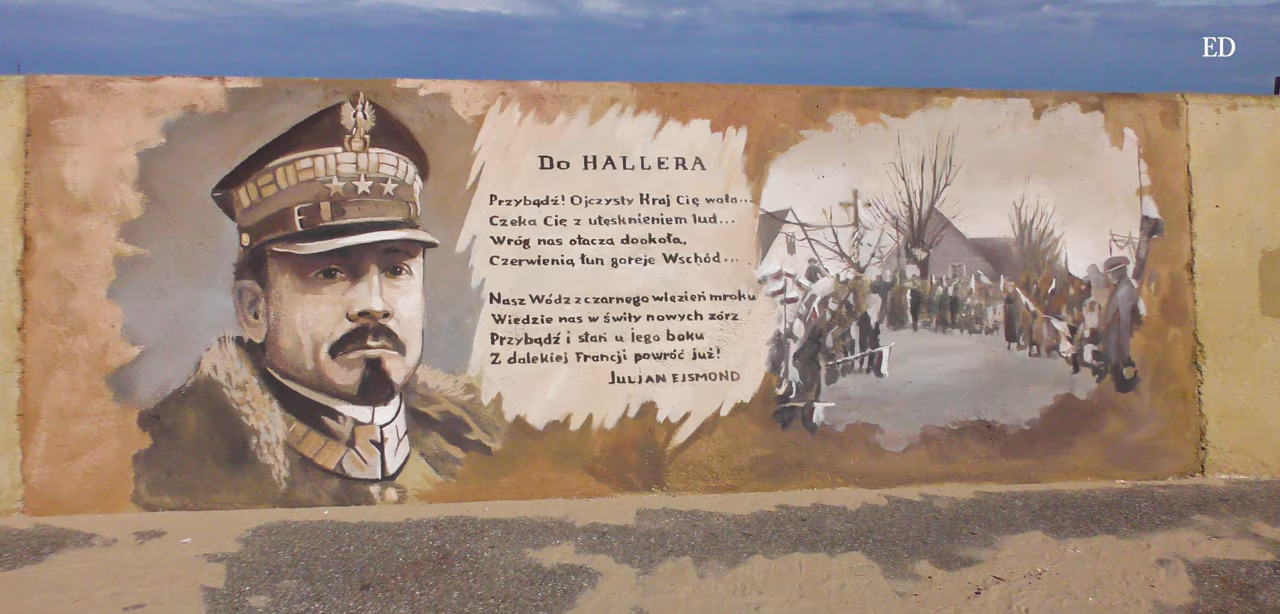 ED
Do HALLERA
Przybądź! Ojczysty Kraj Cię woła...
Czeka Cię z utęsknieniem lud...
Wróg nas otacza dookoła,
Czerwienią łun goreje Wschód...
Nasz Wódz z czarnego więzień mroku
Wiedzie nas w świty nowych zórz
Przybądź i stań u Jego boku
Z dalekiej Francji powróć już!
JULJAN EJSMOND